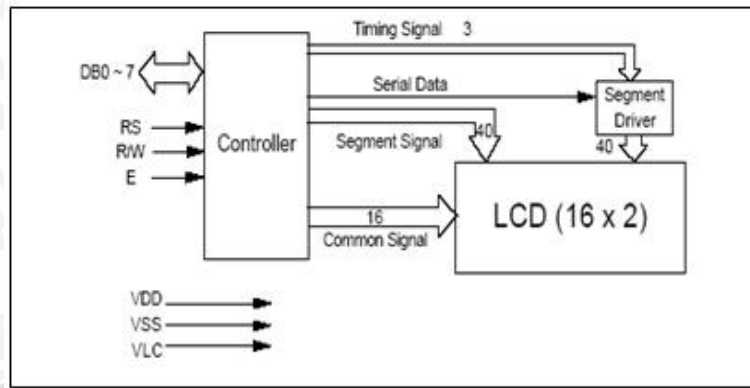 Timing Signal 3
DB0 ~ 7
Serial Data
Segment
Driver
RS
R/W
E
Controller
40
Segment Signal
40
LCD (16 x 2)
16
Common Signal
VDD
VSS
VLC